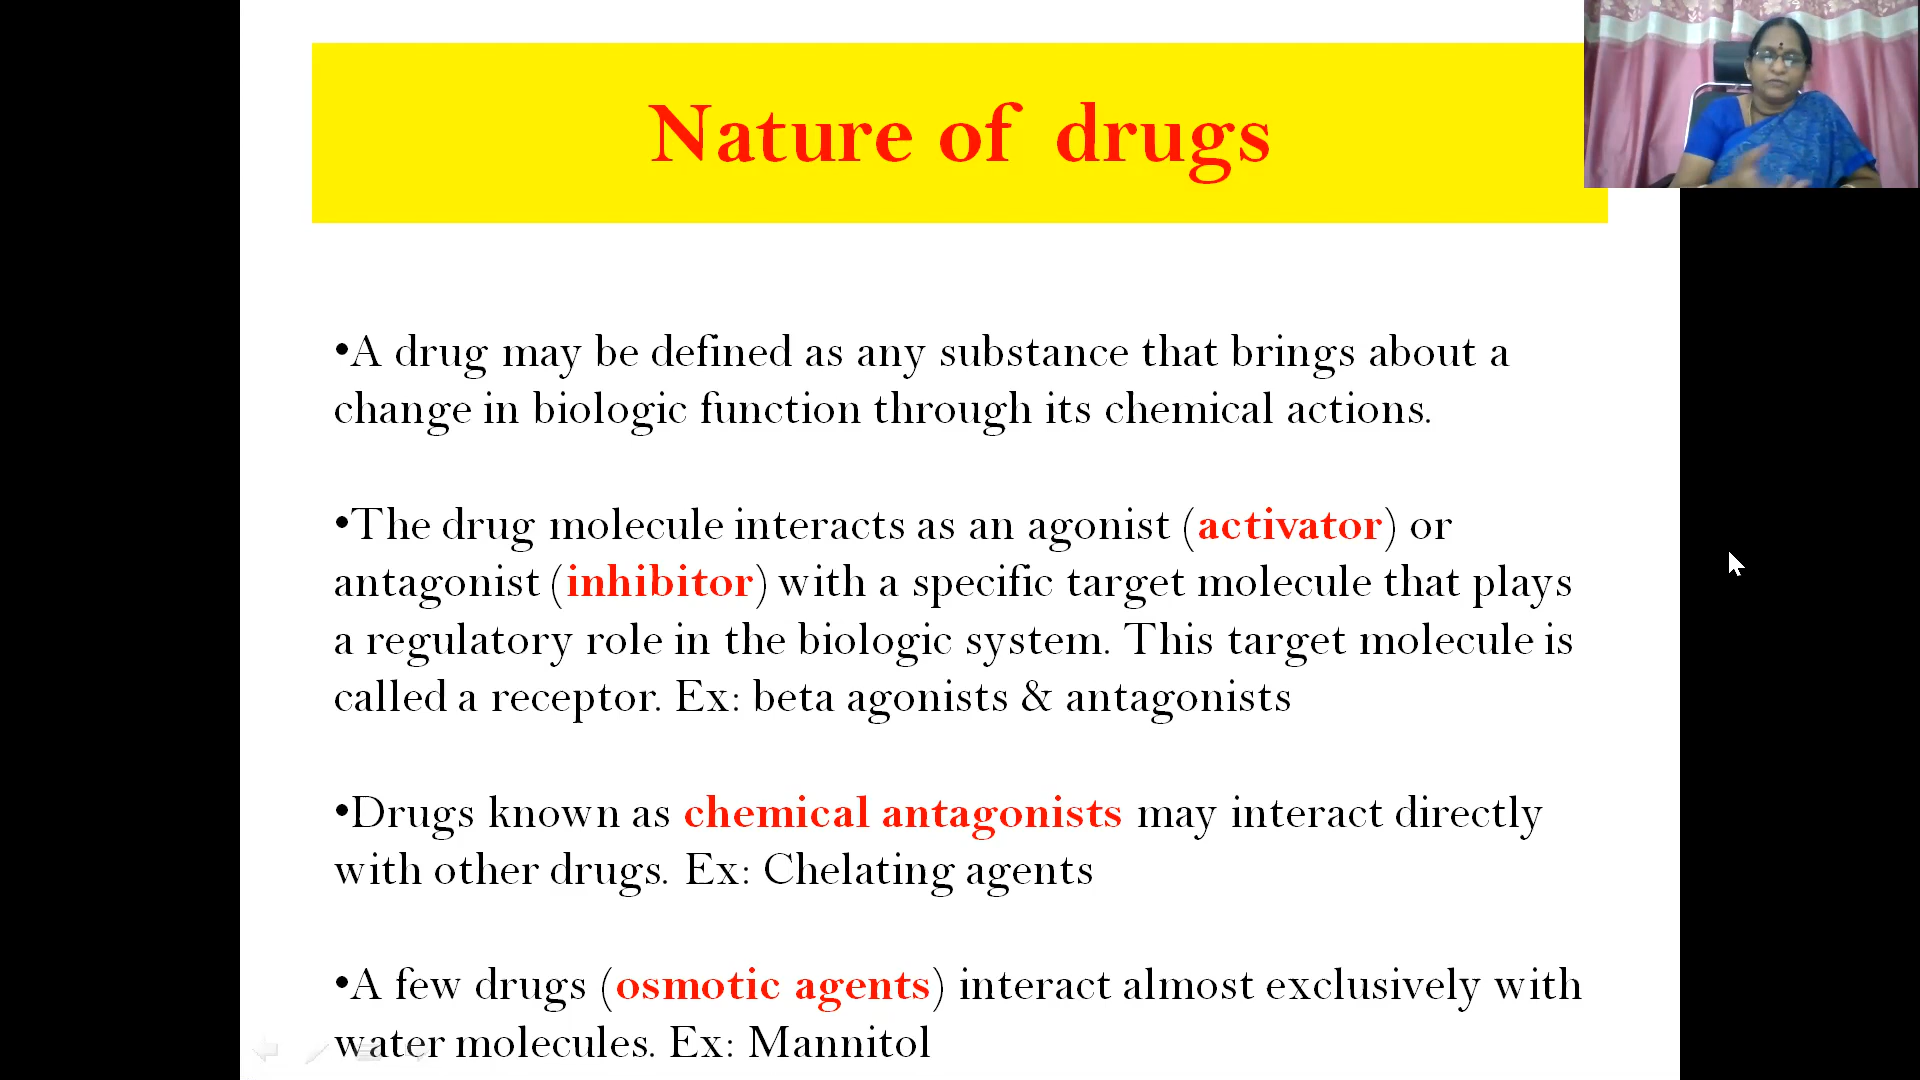 Nature of drugs
•A drug may be defined as any substance that brings about a
change in biologic function through its chemical actions.
•The drug molecule interacts as an agonist (activator) or
antagonist (inhibitor) with a specific target molecule that plays
a regulatory role in the biologic system. This target molecule is
called a receptor. Ex: beta agonists & antagonists
•Drugs known as chemical antagonists may interact directly
with other drugs. Ex: Chelating agents
•A few drugs (osmotic agents) interact almost exclusively with
water molecules. Ex: Mannitol